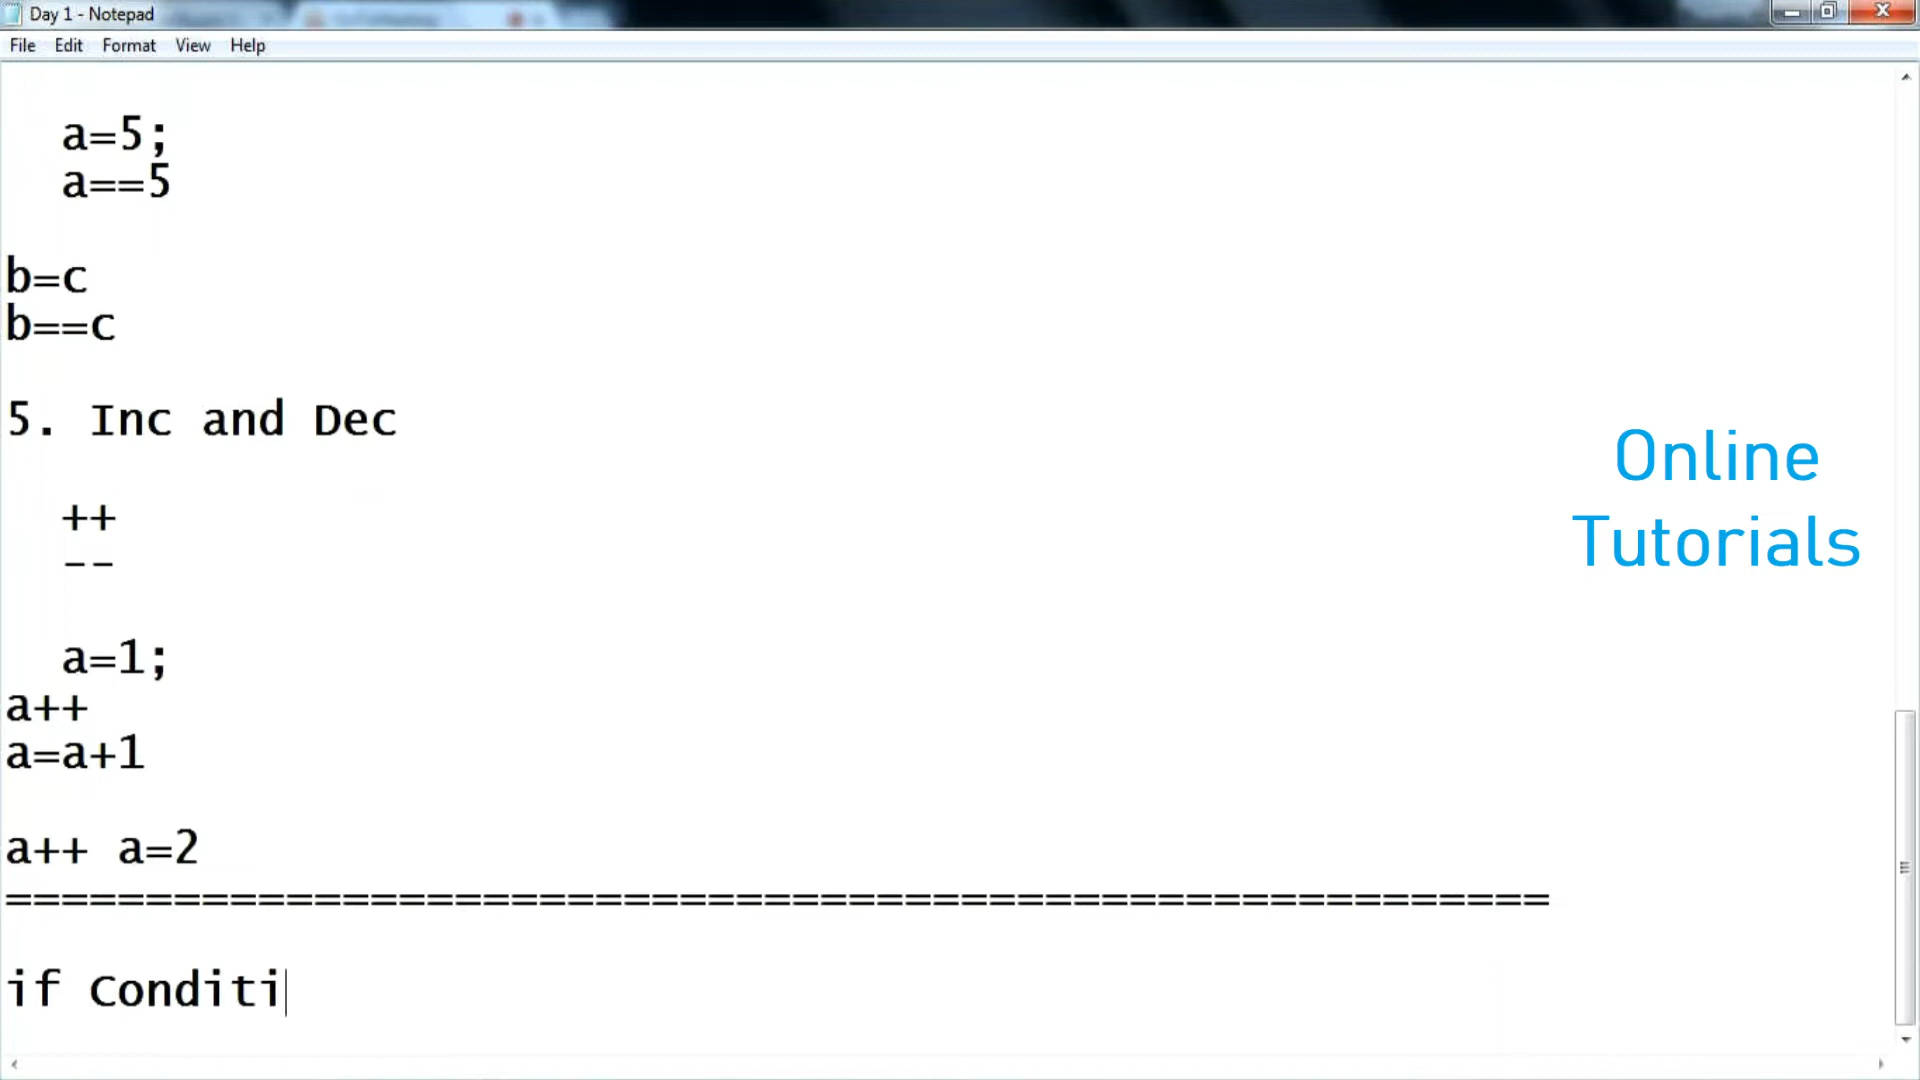 Day 1 - Notepad
File Edit Format View Help
a=5;
a==5
b=c
b==c
5. Inc and Dec
++
--
a=1;
a++
a=a+1
a++ a=2
=======================================================
if Conditi
Online
Tutorials